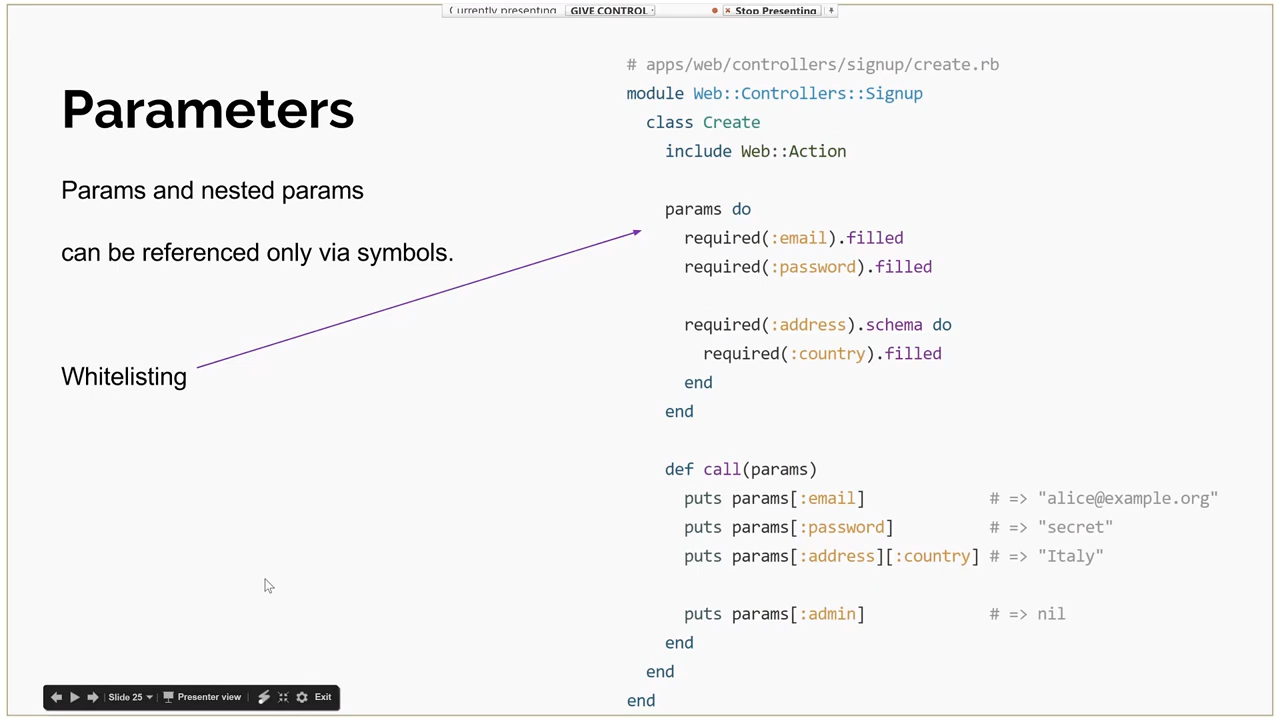 Currently presenting GIVE CONTROL Stop Presenting
Parameters
Params and nested params
can be referenced only via symbols.
Whitelisting
# apps/web/controllers/signup/create.rb
module Web::Controllers::Signup
class Create
include Web::Action
params do
required(:email).filled
required(:password).filled
required(:address).schema do
required(:country).filled
end
end
def call(params)
puts params[:email] # => "alice@example.org"
puts params[:password] # => "secret"
puts params[:address][:country] # => "Italy"
puts params[:admin] # => nil
end
end
end
Slide 25 Presenter view Exit